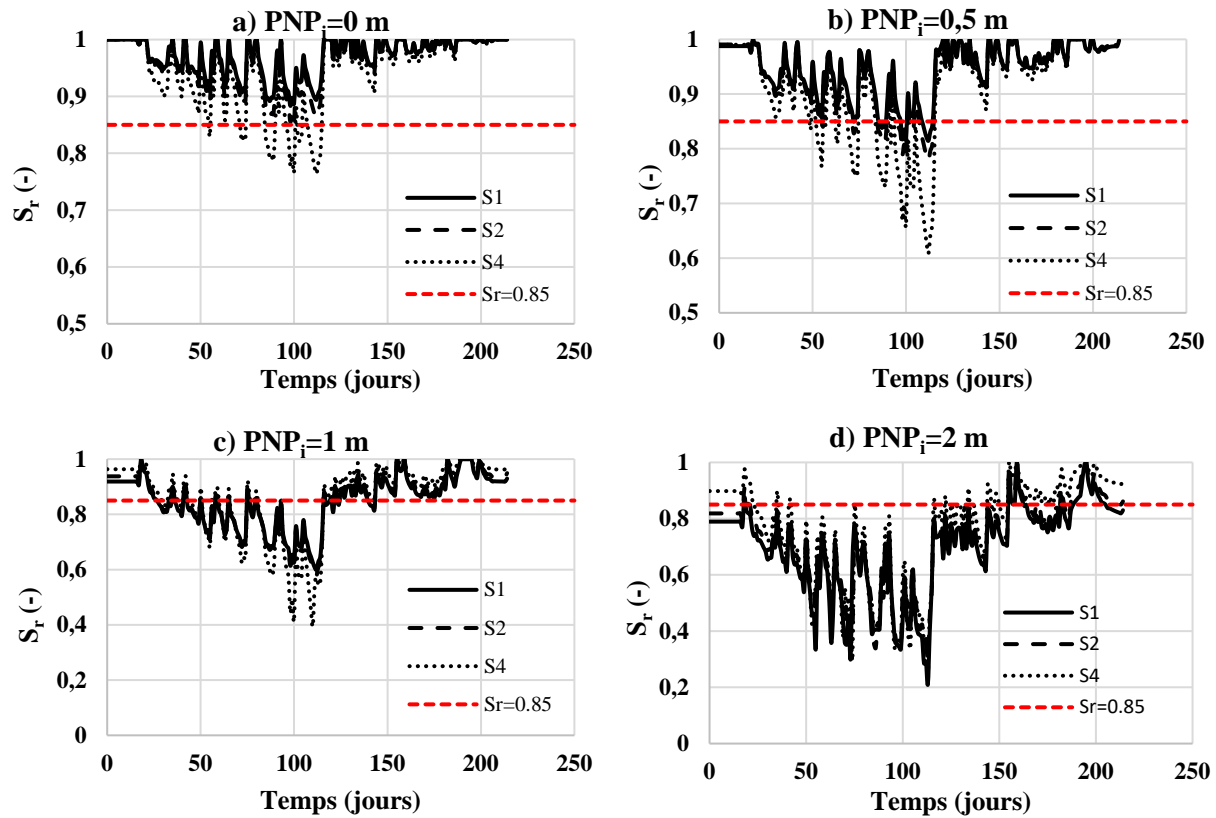 a) PNPi=0 m
1
0,9
0,8
0,7
0,6
0,5
Sr (-)
S1
S2
S4
Sr=0.85
0 50 100 150 200 250
Temps (jours)
b) PNPi=0,5 m
1
0,9
0,8
0,7
0,6
0,5
Sr (-)
S1
S2
S4
Sr=0.85
0 50 100 150 200 250
Temps (jours)
c) PNPi=1 m
1
0,8
0,6
0,4
0,2
0
Sr (-)
S1
S2
S4
Sr=0.85
0 50 100 150 200 250
Temps (jours)
d) PNPi=2 m
1
0,8
0,6
0,4
0,2
0
Sr (-)
S1
S2
S4
Sr=0.85
0 50 100 150 200 250
Temps (jours)